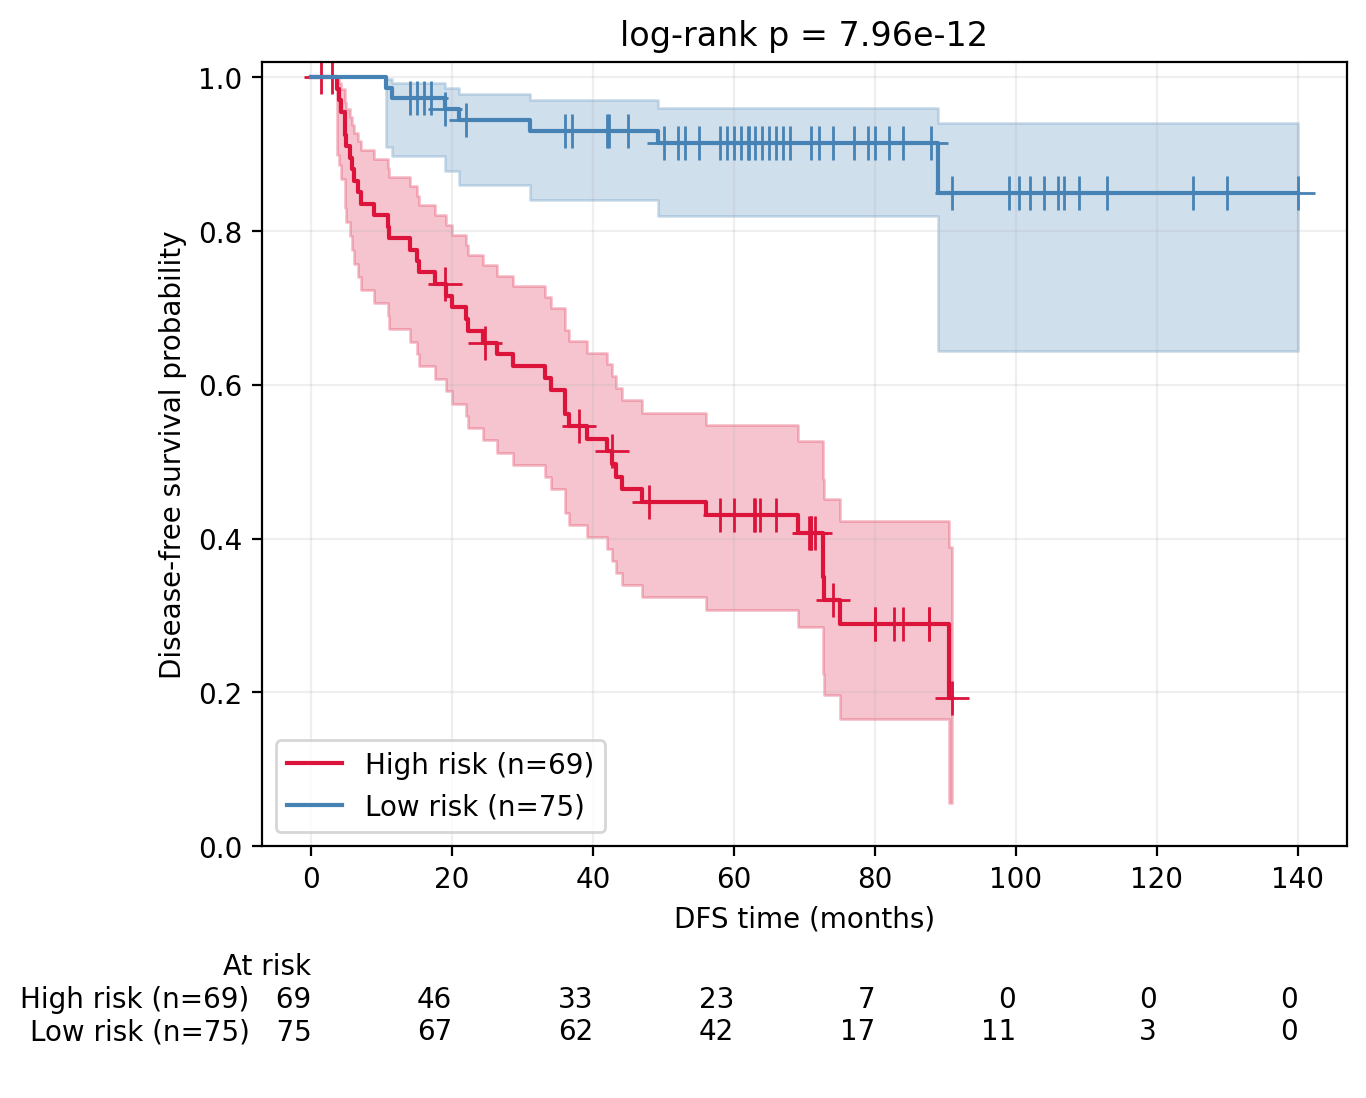 log-rank p = 7.96e-12
Disease-free survival probability
1.0
0.8
0.6
0.4
0.2
0.0
High risk (n=69)
Low risk (n=75)
0 20 40 60 80 100 120 140
DFS time (months)
At risk
High risk (n=69) 69 46 33 23 7 0 0 0
Low risk (n=75) 75 67 62 42 17 11 3 0